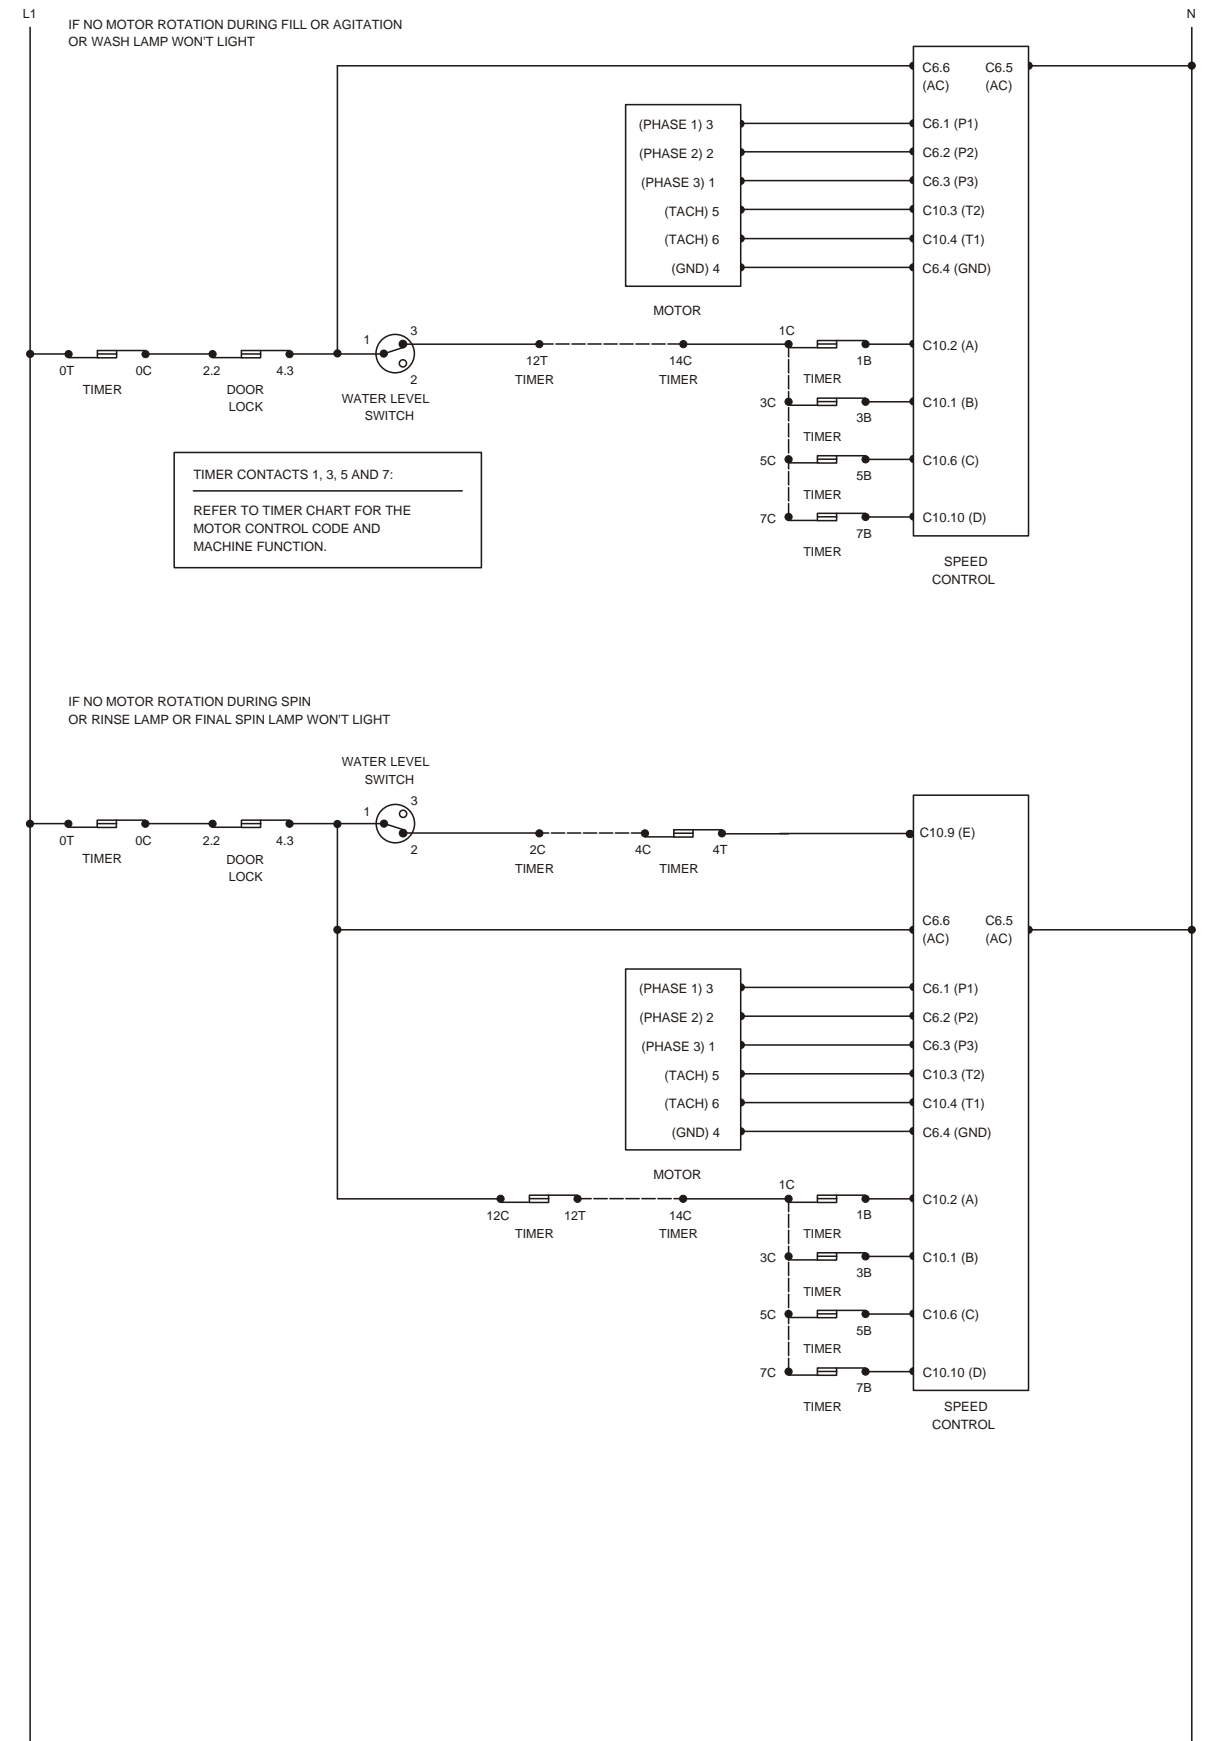 L1
N
IF NO MOTOR ROTATION DURING FILL OR AGITATION
OR WASH LAMP WON'T LIGHT
C6.6 C6.5
(AC) (AC)
(PHASE 1) 3 C6.1 (P1)
(PHASE 2) 2 C6.2 (P2)
(PHASE 3) 1 C6.3 (P3)
(TACH) 5 C10.3 (T2)
(TACH) 6 C10.4 (T1)
(GND) 4 C6.4 (GND)
MOTOR
1 3 1C
C10.2 (A)
2
0T 0C 2.2 4.3 12T 14C 1B
TIMER DOOR
LOCK
WATER LEVEL
SWITCH
TIMER TIMER TIMER
3C C10.1 (B)
3B
TIMER
5C C10.6 (C)
5B
TIMER
7C C10.10 (D)
7B
TIMER
SPEED
CONTROL
TIMER CONTACTS 1, 3, 5 AND 7:
REFER TO TIMER CHART FOR THE
MOTOR CONTROL CODE AND
MACHINE FUNCTION.
IF NO MOTOR ROTATION DURING SPIN
OR RINSE LAMP OR FINAL SPIN LAMP WON'T LIGHT
WATER LEVEL
SWITCH
1 3
2
C10.9 (E)
0T 0C 2.2 4.3 2C 4C 4T
TIMER DOOR
LOCK
TIMER TIMER
C6.6 C6.5
(AC) (AC)
(PHASE 1) 3 C6.1 (P1)
(PHASE 2) 2 C6.2 (P2)
(PHASE 3) 1 C6.3 (P3)
(TACH) 5 C10.3 (T2)
(TACH) 6 C10.4 (T1)
(GND) 4 C6.4 (GND)
MOTOR
1C
C10.2 (A)
12C 12T 14C 1B
TIMER TIMER TIMER
3C C10.1 (B)
3B
TIMER
5C C10.6 (C)
5B
TIMER
7C C10.10 (D)
7B
TIMER
SPEED
CONTROL